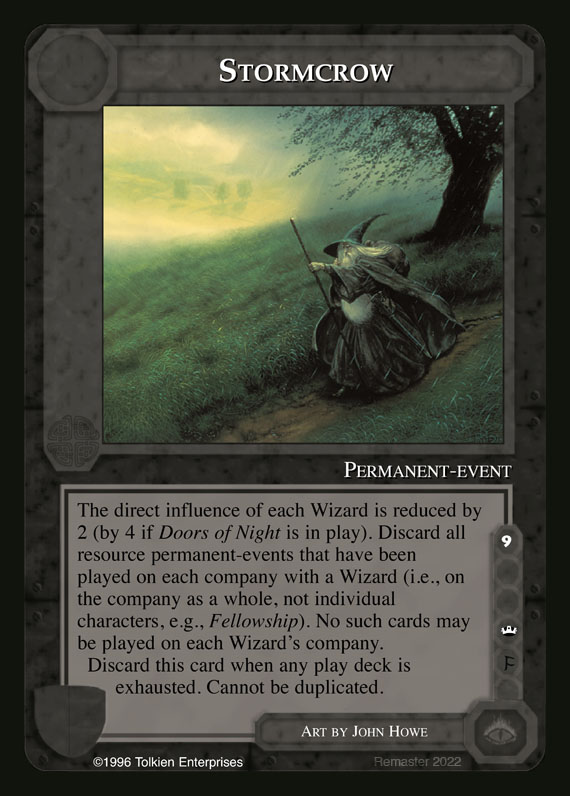 STORMCROW
PERMANENT-EVENT
The direct influence of each Wizard is reduced by
2 (by 4 if Doors of Night is in play). Discard all
resource permanent-events that have been
played on each company with a Wizard (i.e., on
the company as a whole, not individual
characters, e.g., Fellowship). No such cards may
be played on each Wizard's company.
Discard this card when any play deck is
exhausted. Cannot be duplicated.
9
ART BY JOHN HOWE
©1996 Tolkien Enterprises
Remaster 2022